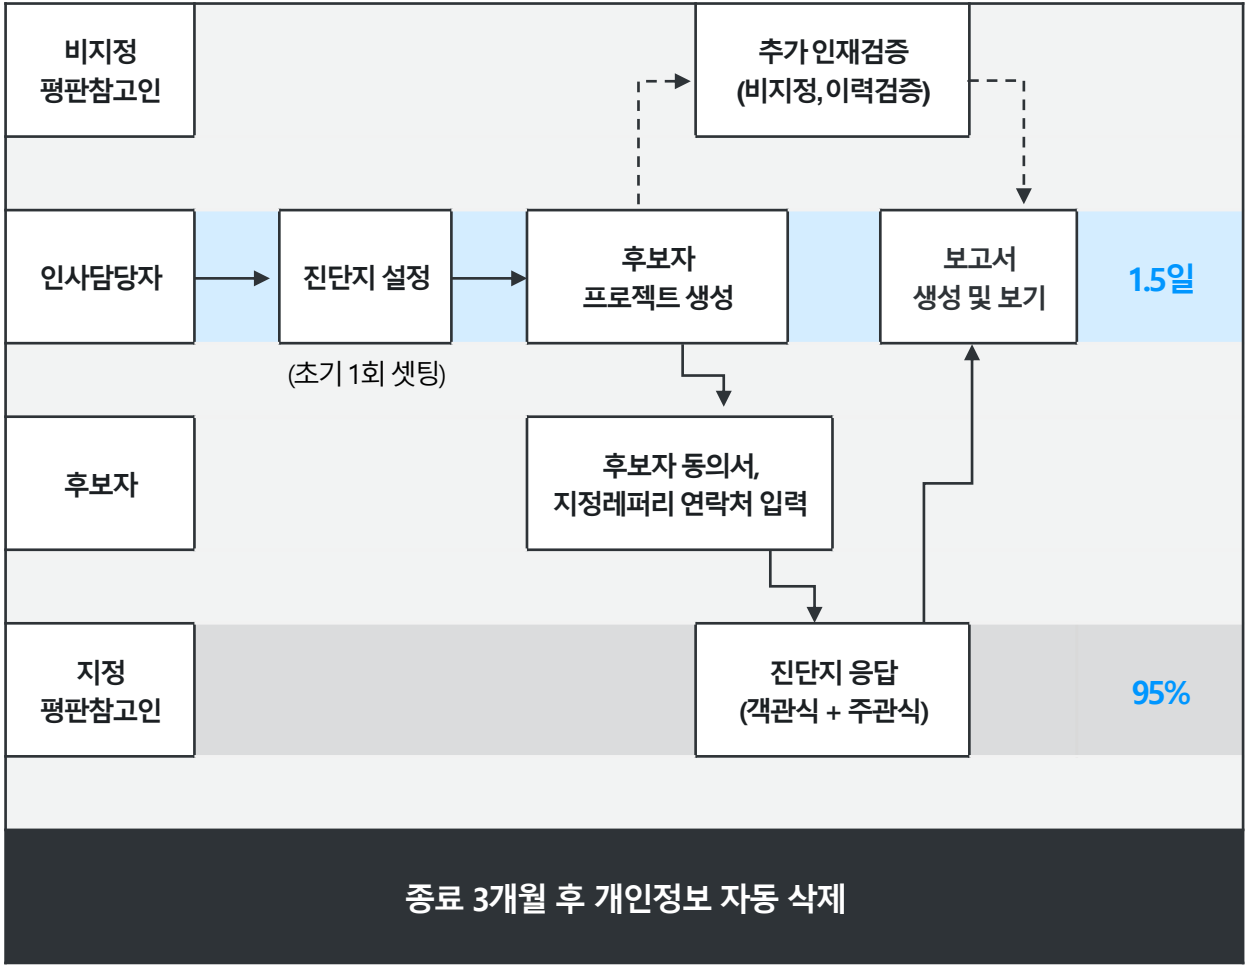 비지정
평판참고인
추가 인재검증
(비지정, 이력검증)
인사담당자
진단지 설정
후보자
프로젝트 생성
보고서
생성 및 보기
1.5일
(초기 1회 셋팅)
후보자
후보자 동의서,
지정레퍼리 연락처 입력
지정
평판참고인
진단지 응답
(객관식 + 주관식)
95%
종료 3개월 후 개인정보 자동 삭제